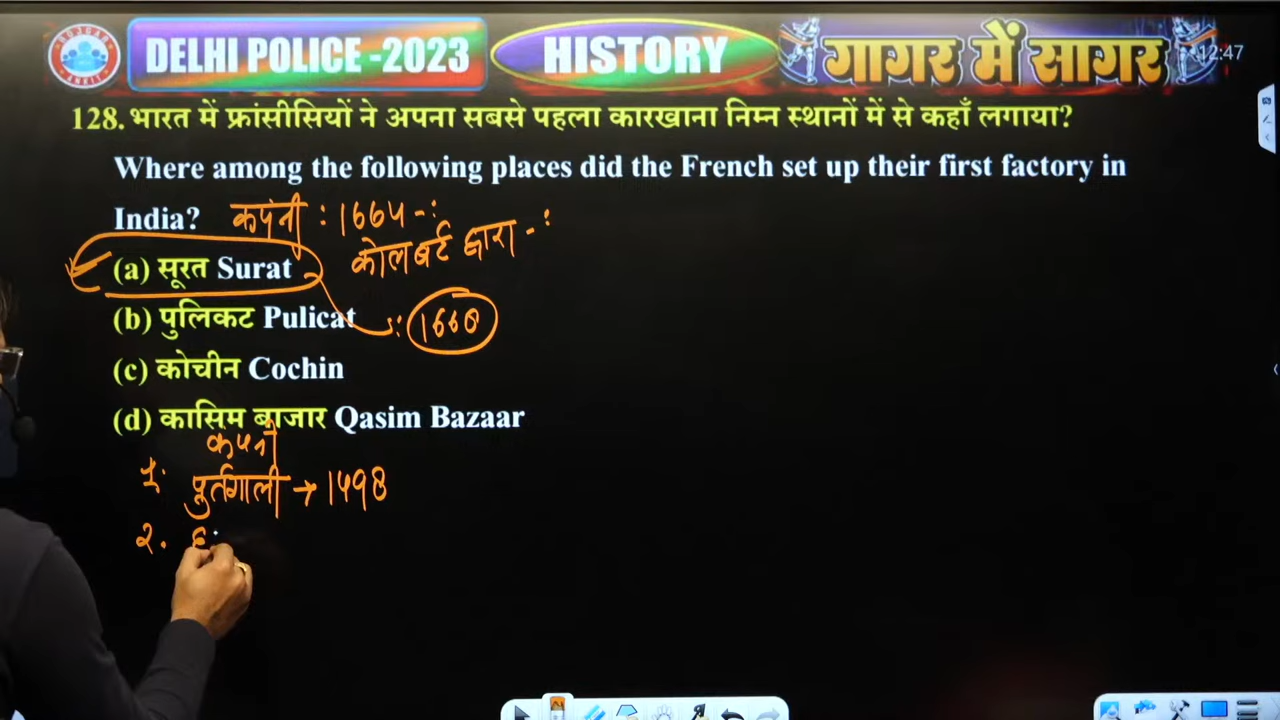 ROJGAR
ANKIT
DELHI POLICE -2023
HISTORY
गागर में सागर
12:47
128. भारत में फ्रांसीसियों ने अपना सबसे पहला कारखाना निम्न स्थानों में से कहाँ लगाया?
Where among the following places did the French set up their first factory in
India? कंपनी : 1664 -:
कोलबर्ट द्वारा -:
(a) सूरत Surat
(b) पुलिकट Pulicat : 1668
(c) कोचीन Cochin
(d) कासिम बाजार Qasim Bazaar
कंपनी
1. पुर्तगाली → 1498
2.